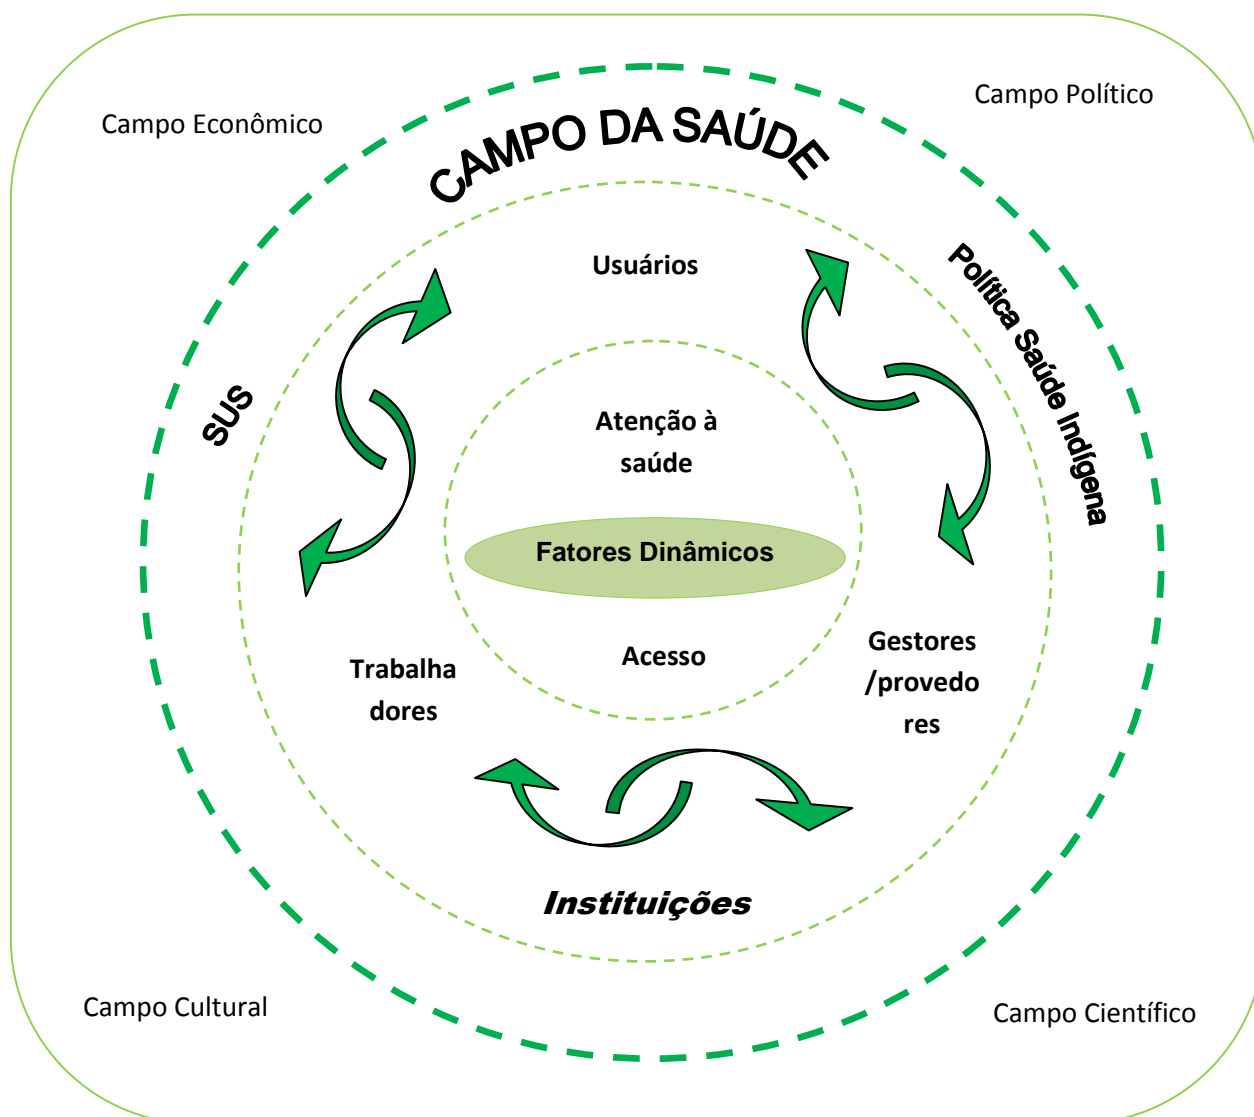 Campo Político
Campo Econômico
CAMPO DA SAÚDE
Usuários
Política Saúde Indígena
SUS
Atenção à
saúde
Fatores Dinâmicos
Acesso
Trabalha
dores
Gestores
/provedo
res
Instituições
Campo Cultural
Campo Científico